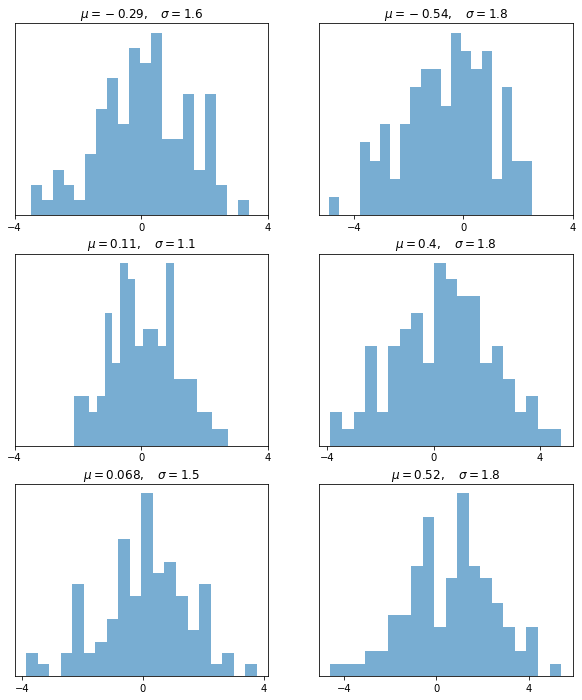 μ = −0.29, σ = 1.6
μ = −0.54, σ = 1.8
−4 0 4
−4 0 4
μ = 0.11, σ = 1.1
μ = 0.4, σ = 1.8
−4 0 4
−4 0 4
μ = 0.068, σ = 1.5
μ = 0.52, σ = 1.8
−4 0 4
−4 0 4